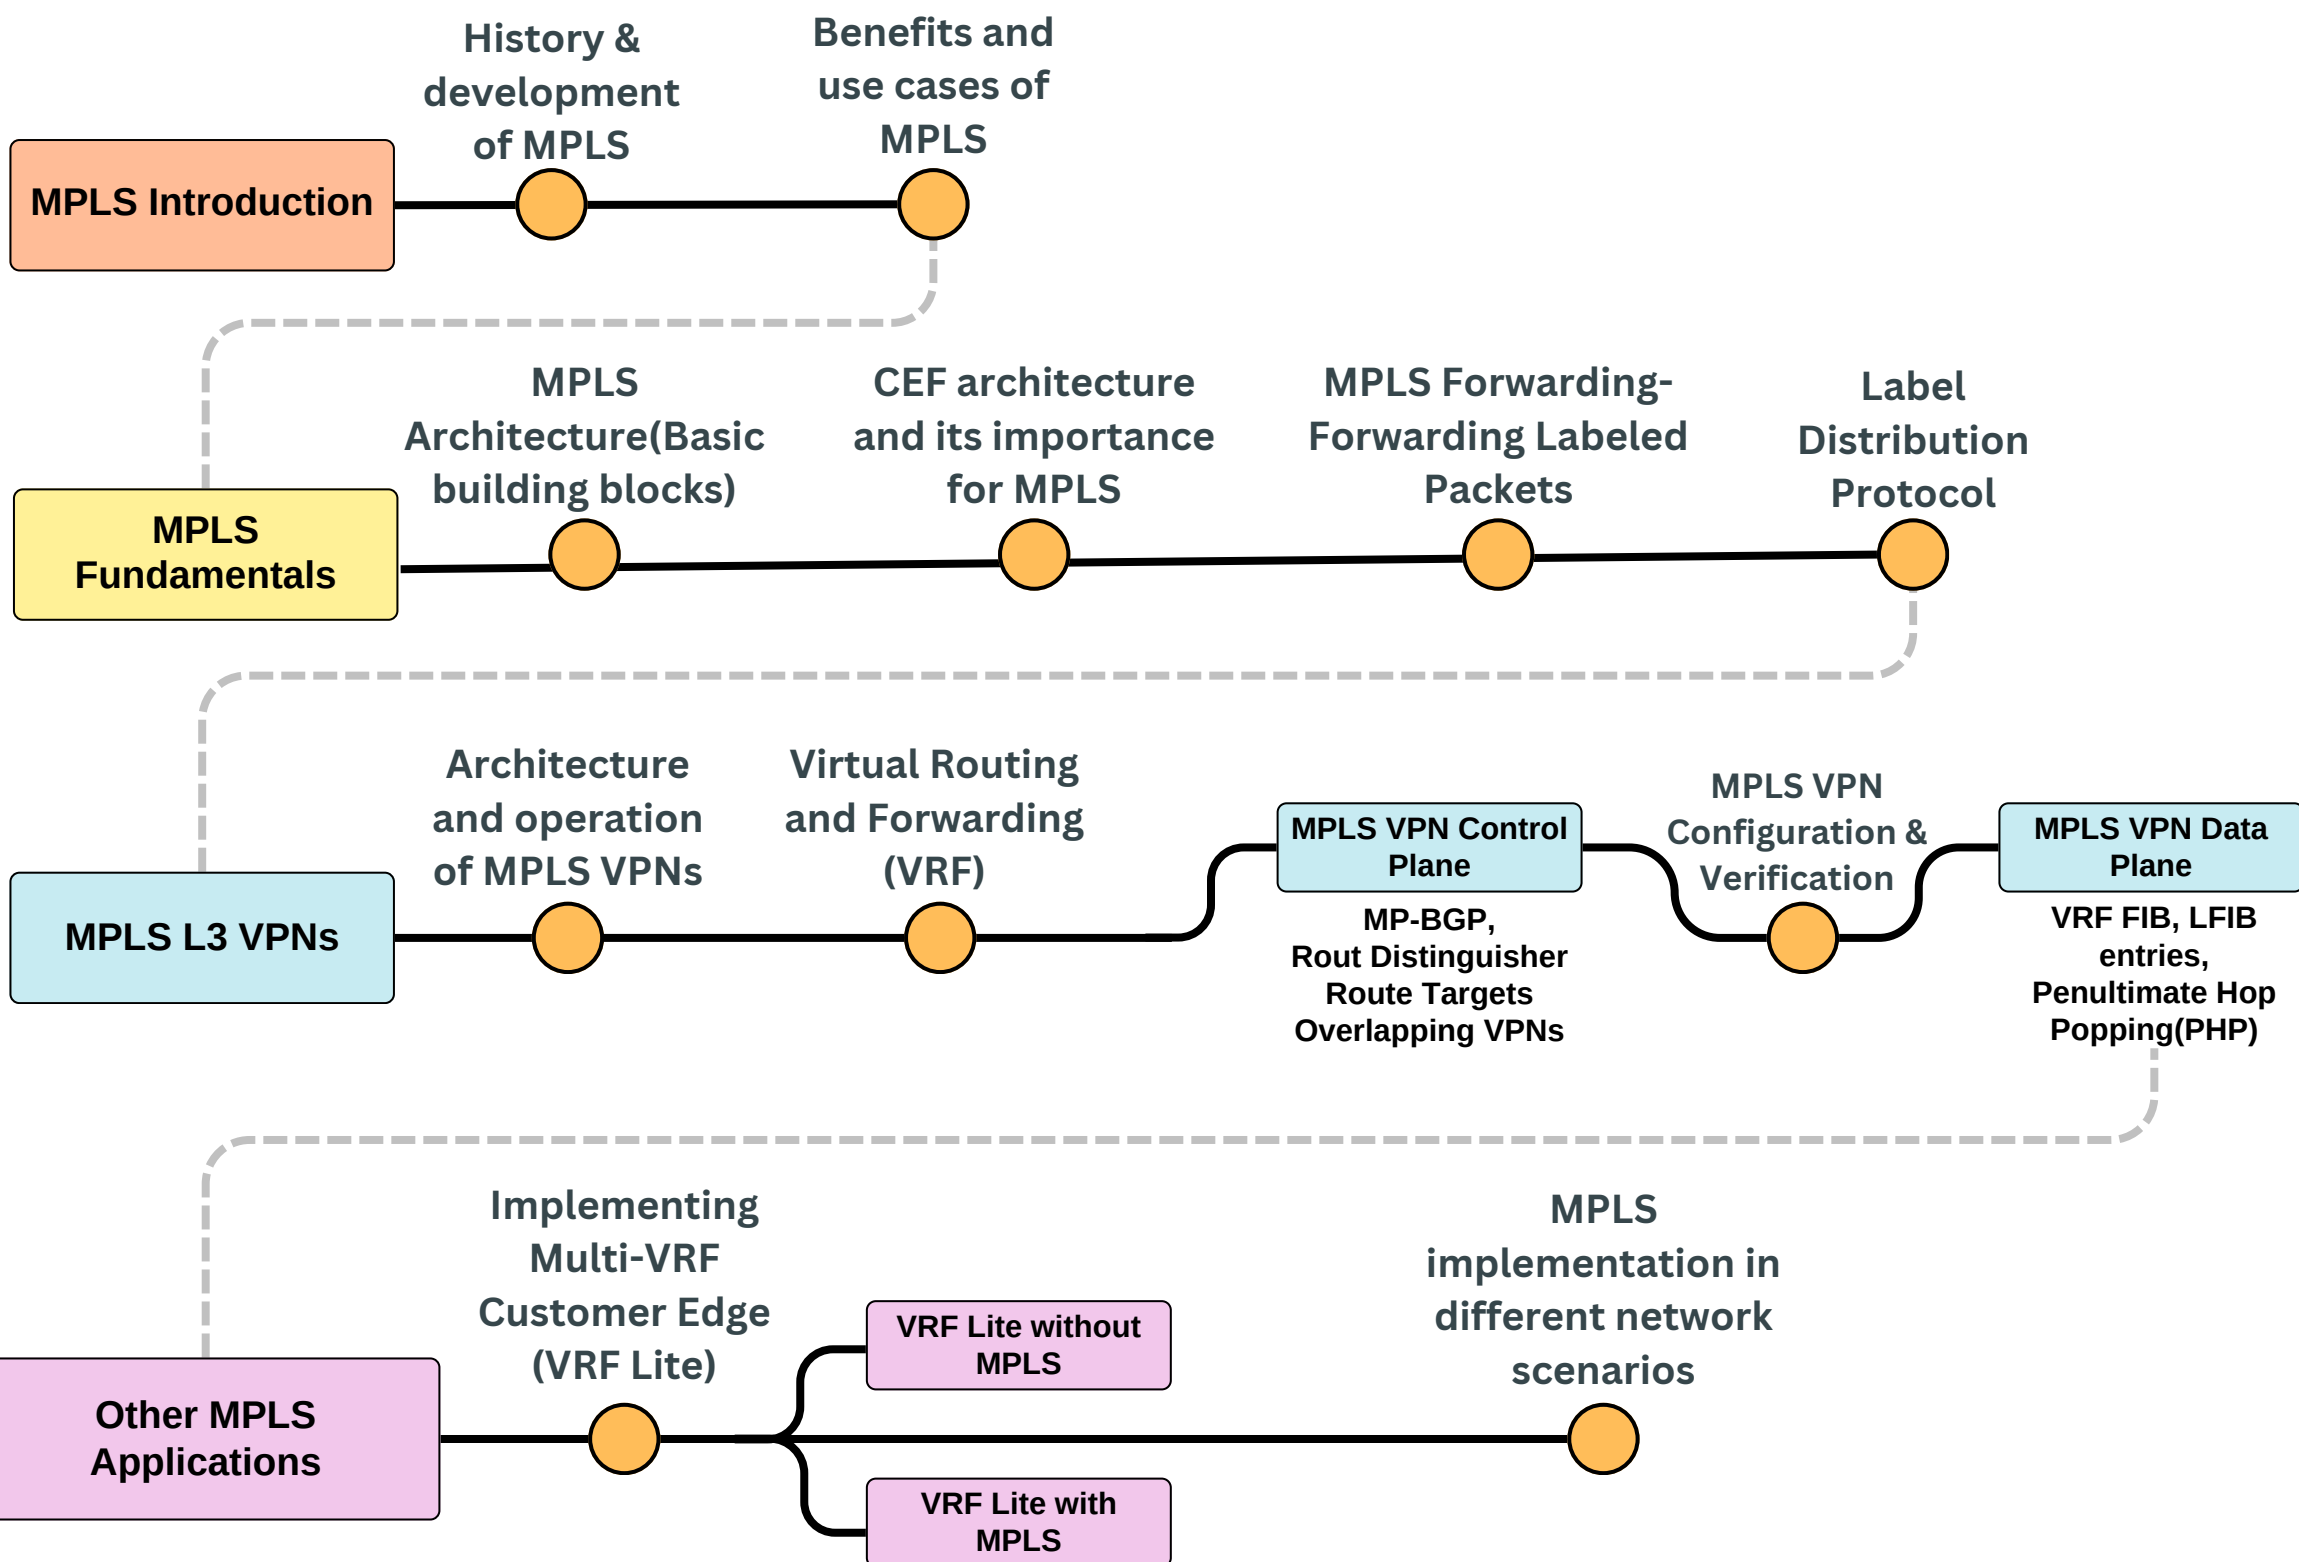 History &
development
of MPLS
Benefits and
use cases of
MPLS
MPLS Introduction
MPLS
Architecture(Basic
building blocks)
CEF architecture
and its importance
for MPLS
MPLS Forwarding-
Forwarding Labeled
Packets
Label
Distribution
Protocol
MPLS
Fundamentals
Architecture
and operation
of MPLS VPNs
Virtual Routing
and Forwarding
(VRF)
MPLS VPN Control
Plane
MP-BGP,
Rout Distinguisher
Route Targets
Overlapping VPNs
MPLS VPN
Configuration &
Verification
MPLS VPN Data
Plane
VRF FIB, LFIB
entries,
Penultimate Hop
Popping(PHP)
MPLS L3 VPNs
Implementing
Multi-VRF
Customer Edge
(VRF Lite)
VRF Lite without
MPLS
MPLS
implementation in
different network
scenarios
Other MPLS
Applications
VRF Lite with
MPLS